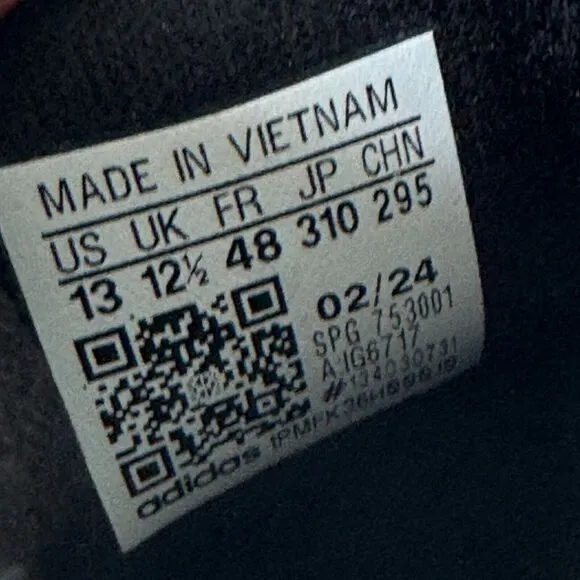 MADE IN VIETNAM
US UK FR JP CHN
13 12½ 48 310 295
02/24
SPG 753001
A IG6717
adidas